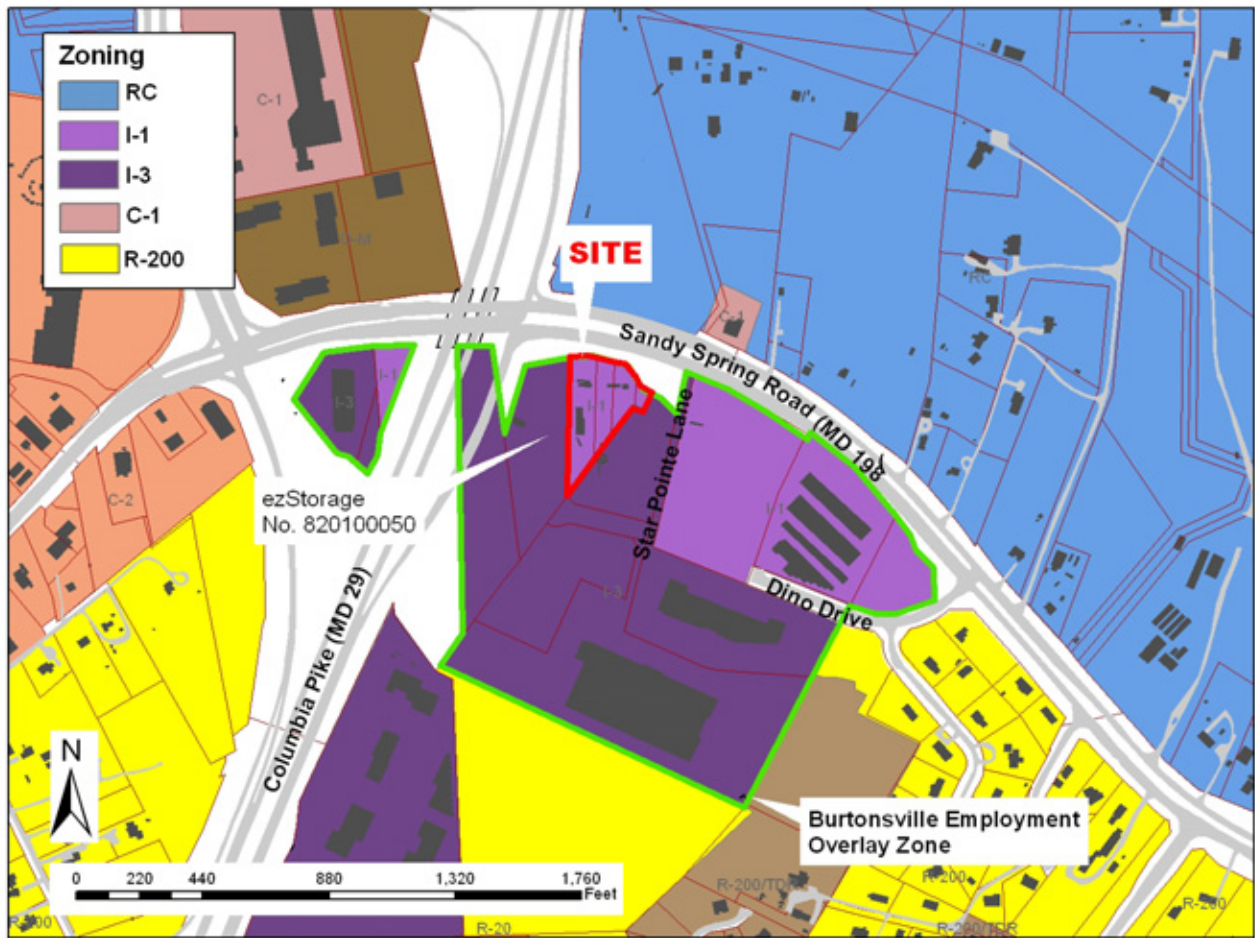 Zoning
RC
I-1
I-3
C-1
R-200
C-1
SITE
RC
C-1
Sandy Spring Road (MD 198
I-1
I-3
I-1
Star Pointe Lane
C-2
ezStorage
No. 820100050
I-1
Dino Drive
I-3
Columbia Pike (MD 29)
N
Burtonsville Employment
Overlay Zone
0 220 440 880 1,320 1,760
Feet
R-200
R-200
R-20
R-200/TDR
R-200